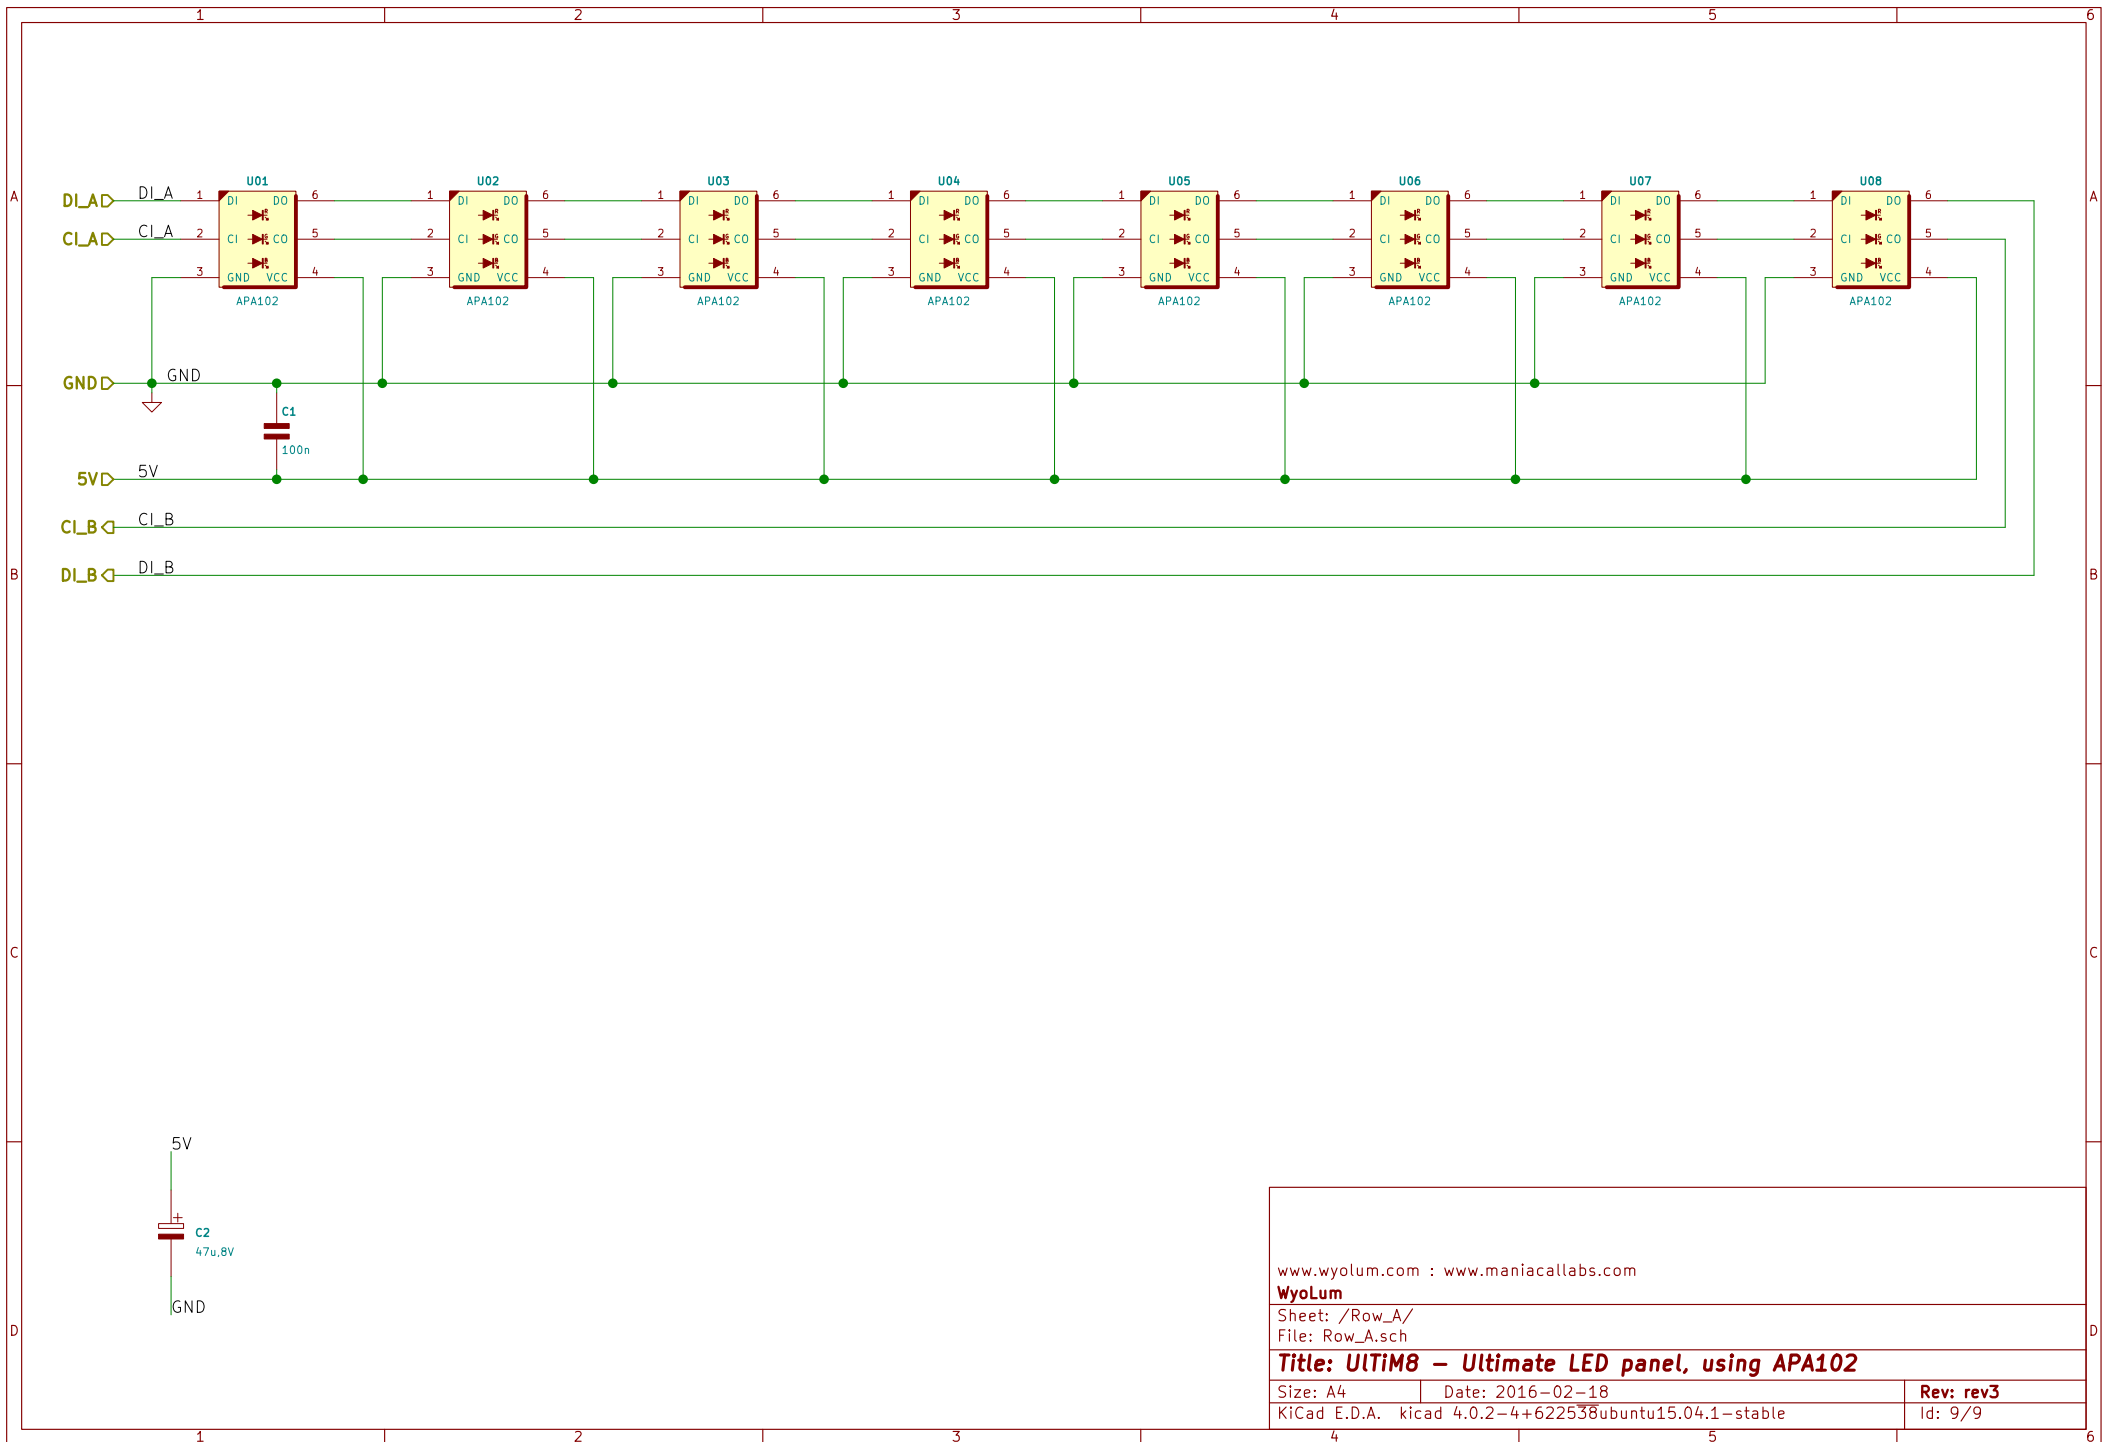 1 2 3 4 5 6
A A
U01 U02 U03 U04 U05 U06 U07 U08
DI_A DI_A 1 DI DO 6 1 DI DO 6 1 DI DO 6 1 DI DO 6 1 DI DO 6 1 DI DO 6 1 DI DO 6 1 DI DO 6
CI_A CI_A 2 CI CO 5 2 CI CO 5 2 CI CO 5 2 CI CO 5 2 CI CO 5 2 CI CO 5 2 CI CO 5 2 CI CO 5
3 GND VCC 4 3 GND VCC 4 3 GND VCC 4 3 GND VCC 4 3 GND VCC 4 3 GND VCC 4 3 GND VCC 4 3 GND VCC 4
APA102 APA102 APA102 APA102 APA102 APA102 APA102 APA102
GND GND
C1
100n
5V 5V
CI_B CI_B
DI_B DI_B
B B
C C
5V
+
C2
47u,8V
GND
D D
www.wyolum.com : www.maniacallabs.com
WyoLum
Sheet: /Row_A/
File: Row_A.sch
Title: UlTiM8 – Ultimate LED panel, using APA102
Size: A4 Date: 2016-02-18 Rev: rev3
KiCad E.D.A. kicad 4.0.2-4+622538ubuntu15.04.1-stable Id: 9/9
1 2 3 4 5 6